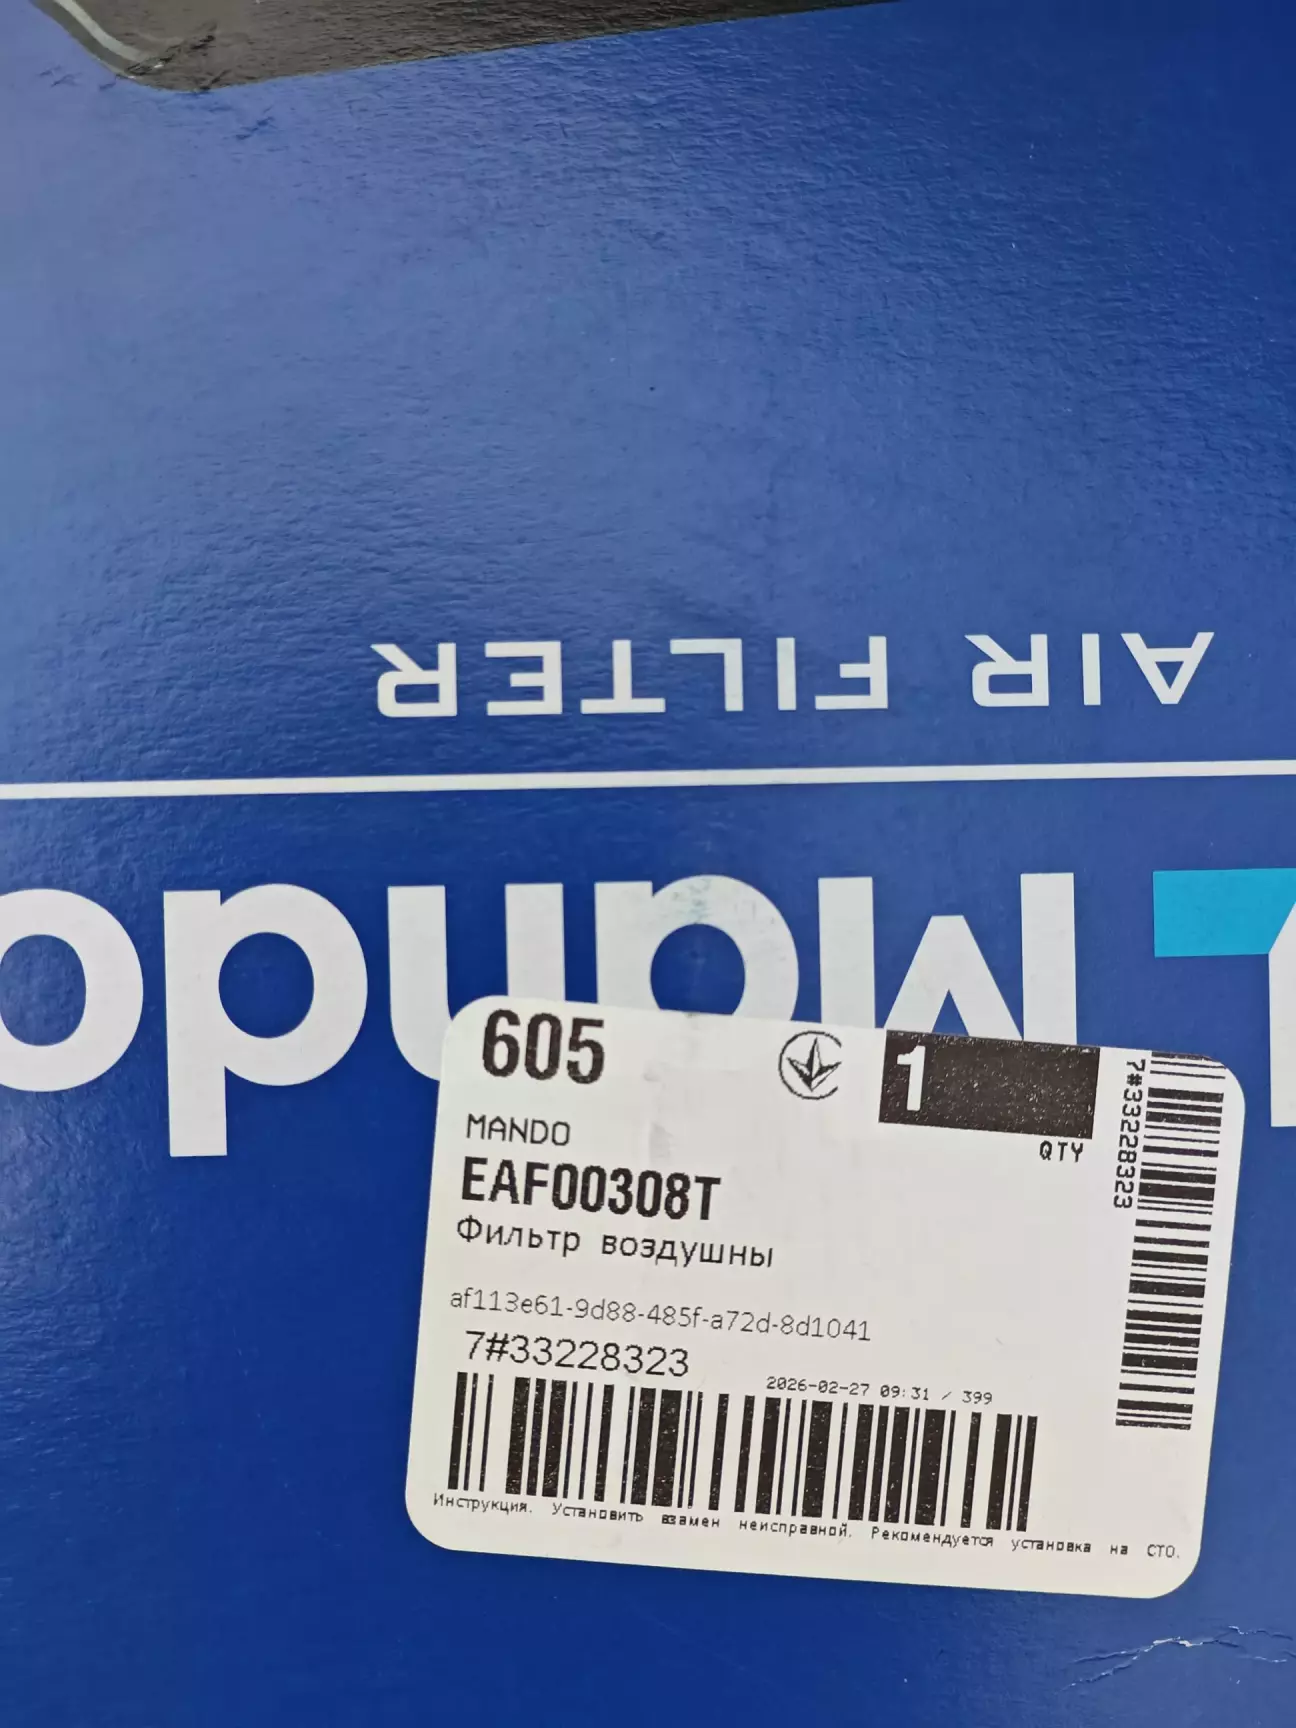 AIR FILTER
Mando
605
1
QTY
MANDO
EAF00308T
Фильтр воздушны
af113e61-9d88-485f-a72d-8d1041
7#33228323
2026-02-27 09:31 / 399
Инструкция. Установить взамен неисправной. Рекомендуется установка на СТО.
7#33228323